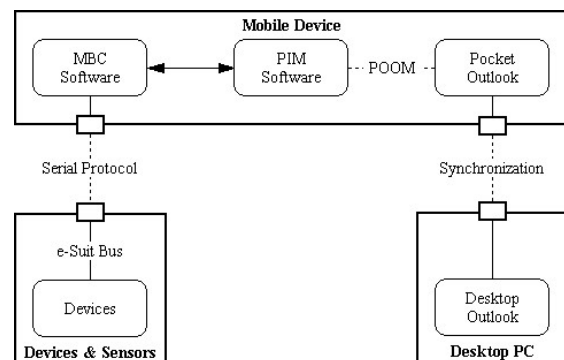 Mobile Device
MBC
Software
PIM
Software
POOM
Pocket
Outlook
Serial Protocol
Synchronization
e-Suit Bus
Devices
Desktop
Outlook
Devices & Sensors
Desktop PC